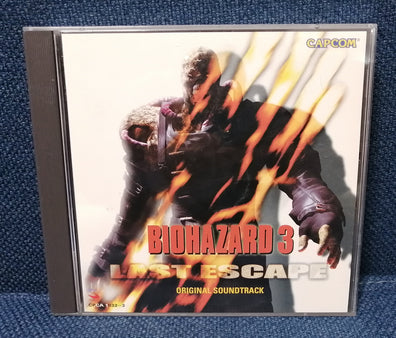 CAPCOM
BIOHAZARD 3
LAST ESCAPE
ORIGINAL SOUNDTRACK